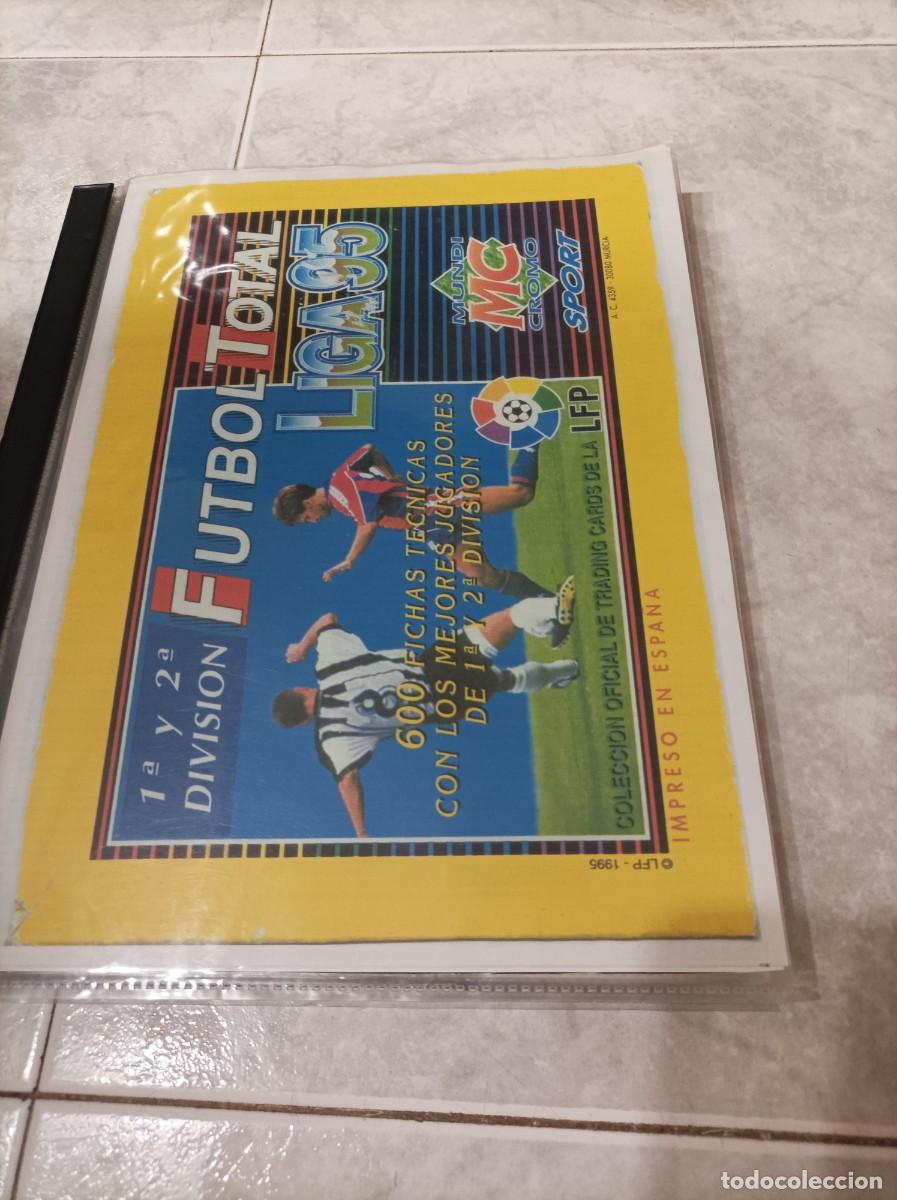 1ª y 2ª
DIVISION
FUTBOL TOTAL
LIGA 95
MUNDI
MC
CROMO
SPORT
A. C. 4359 - 30080 MURCIA
8
600 FICHAS TECNICAS
CON LOS MEJORES JUGADORES
DE 1ª Y 2ª DIVISION
LFP
COLECCION OFICIAL DE TRADING CARDS DE LA
IMPRESO EN ESPAÑA
© LFP - 1995
todocoleccion